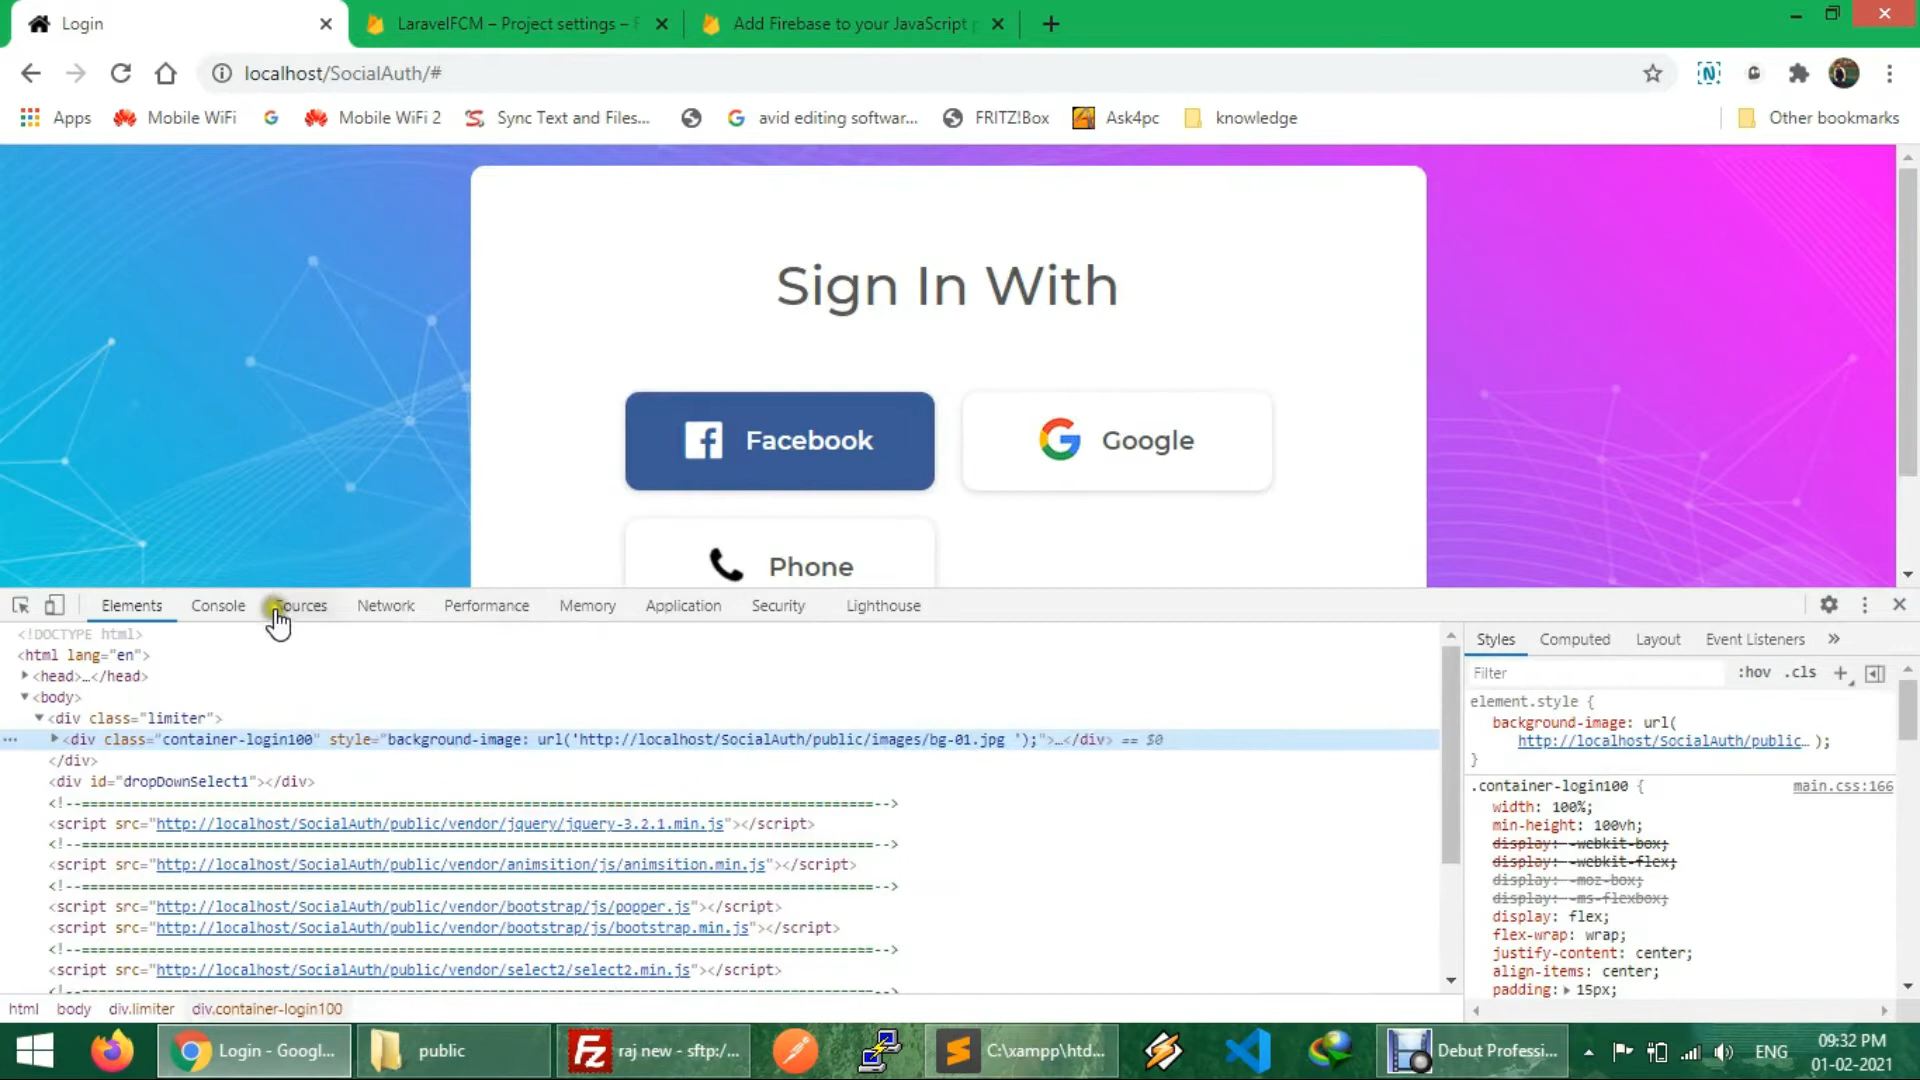 Login
LaravelFCM – Project settings – F
Add Firebase to your JavaScript p
localhost/SocialAuth/#
Apps
Mobile WiFi
Mobile WiFi 2
Sync Text and Files...
avid editing softwar...
FRITZ!Box
Ask4pc
knowledge
Other bookmarks
Sign In With
Facebook
Google
Phone
Elements
Console
Sources
Network
Performance
Memory
Application
Security
Lighthouse
<!DOCTYPE html>
<html lang="en">
<head>…</head>
<body>
<div class="limiter">
<div class="container-login100" style="background-image: url('http://localhost/SocialAuth/public/images/bg-01.jpg ');">…</div> == $0
</div>
<div id="dropDownSelect1"></div>
<!--===============================================================================================-->
<script src="http://localhost/SocialAuth/public/vendor/jquery/jquery-3.2.1.min.js"></script>
<!--===============================================================================================-->
<script src="http://localhost/SocialAuth/public/vendor/animsition/js/animsition.min.js"></script>
<!--===============================================================================================-->
<script src="http://localhost/SocialAuth/public/vendor/bootstrap/js/popper.js"></script>
<script src="http://localhost/SocialAuth/public/vendor/bootstrap/js/bootstrap.min.js"></script>
<!--===============================================================================================-->
<script src="http://localhost/SocialAuth/public/vendor/select2/select2.min.js"></script>
html body div.limiter div.container-login100
Styles Computed Layout Event Listeners »
Filter :hov .cls +
element.style {
background-image: url(
http://localhost/SocialAuth/public… );
}
.container-login100 { main.css:166
width: 100%;
min-height: 100vh;
display: -webkit-box;
display: -webkit-flex;
display: -moz-box;
display: -ms-flexbox;
display: flex;
flex-wrap: wrap;
justify-content: center;
align-items: center;
padding: 15px;
Login - Googl...
public
raj new - sftp:/...
C:\xampp\htd...
Debut Professi...
ENG
09:32 PM
01-02-2021